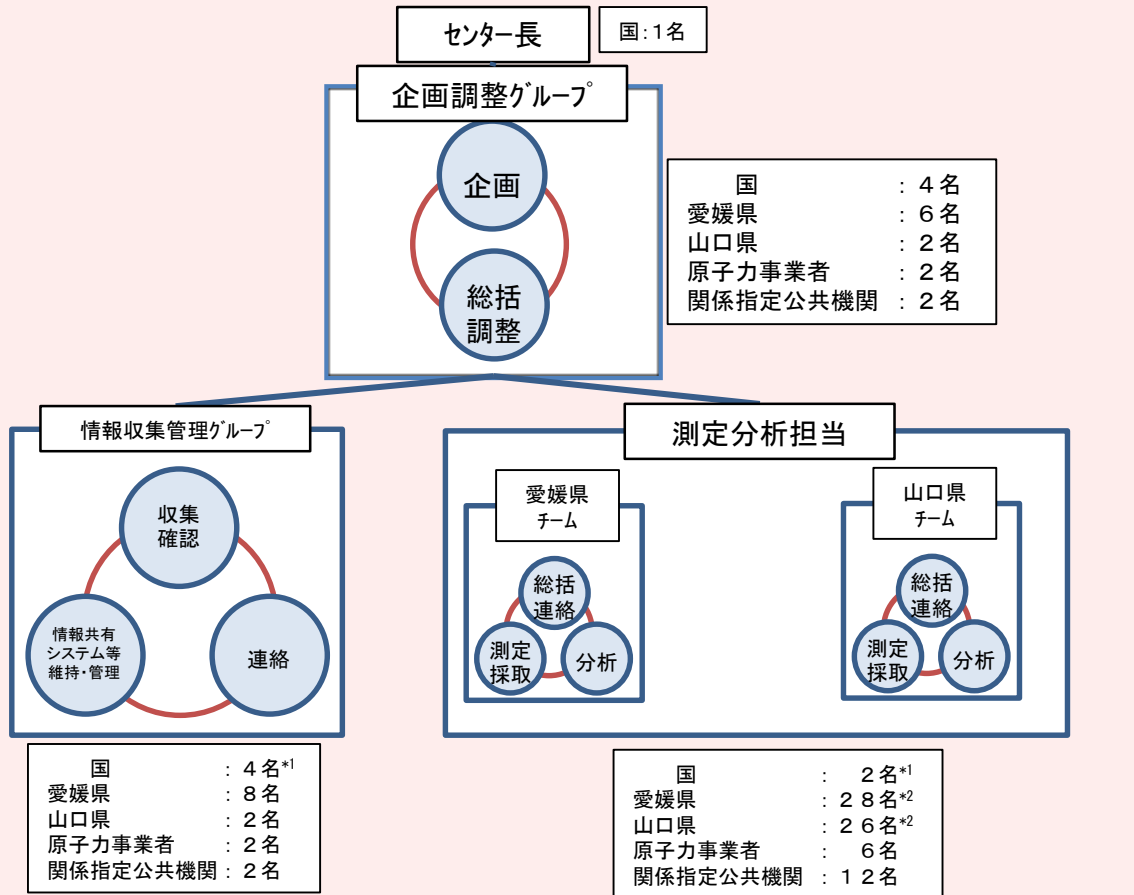 センター長
国:1名
企画調整グループ
企画
総括
調整
国 : 4名
愛媛県 : 6名
山口県 : 2名
原子力事業者 : 2名
関係指定公共機関 : 2名
情報収集管理グループ
収集
確認
情報共有
システム等
維持・管理
連絡
国 : 4名*1
愛媛県 : 8名
山口県 : 2名
原子力事業者 : 2名
関係指定公共機関 : 2名
測定分析担当
愛媛県
チーム
総括
連絡
測定
採取
分析
山口県
チーム
総括
連絡
測定
採取
分析
国 : 2名*1
愛媛県 : 28名*2
山口県 : 26名*2
原子力事業者 6名
関係指定公共機関 : 12名